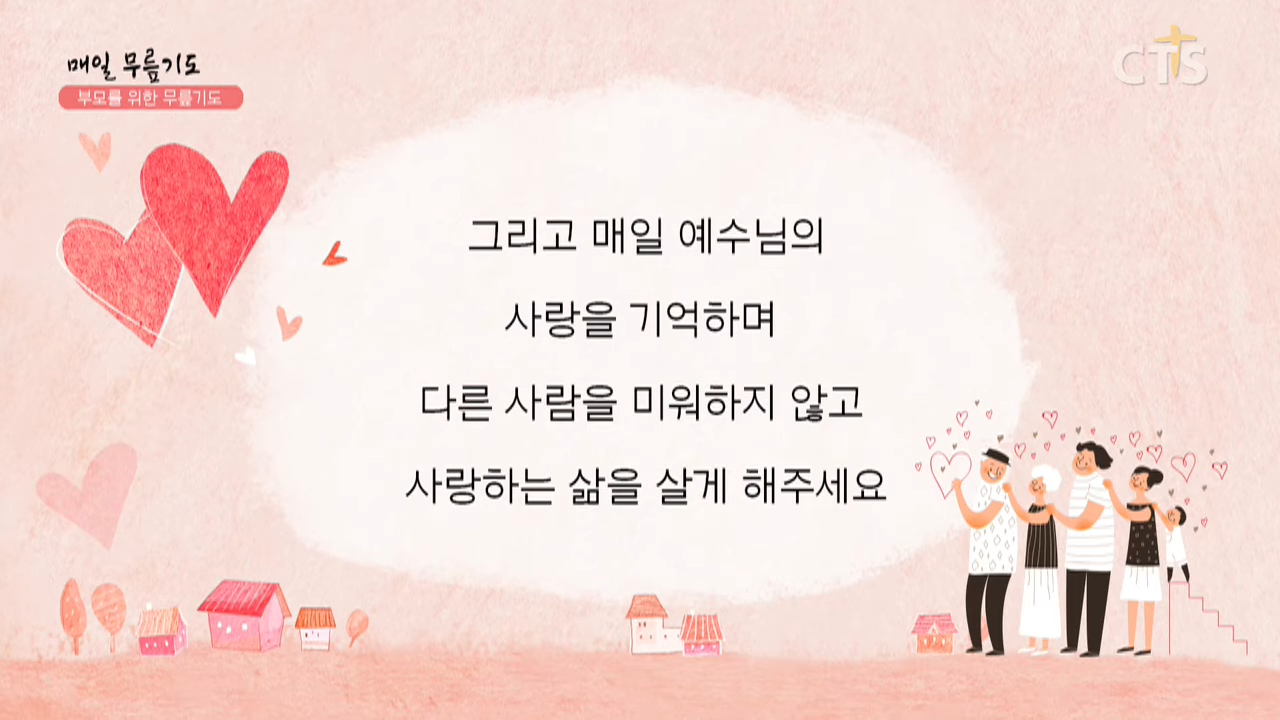 매일 무릎기도
부모를 위한 무릎기도
CTS
그리고 매일 예수님의
사랑을 기억하며
다른 사람을 미워하지 않고
사랑하는 삶을 살게 해주세요